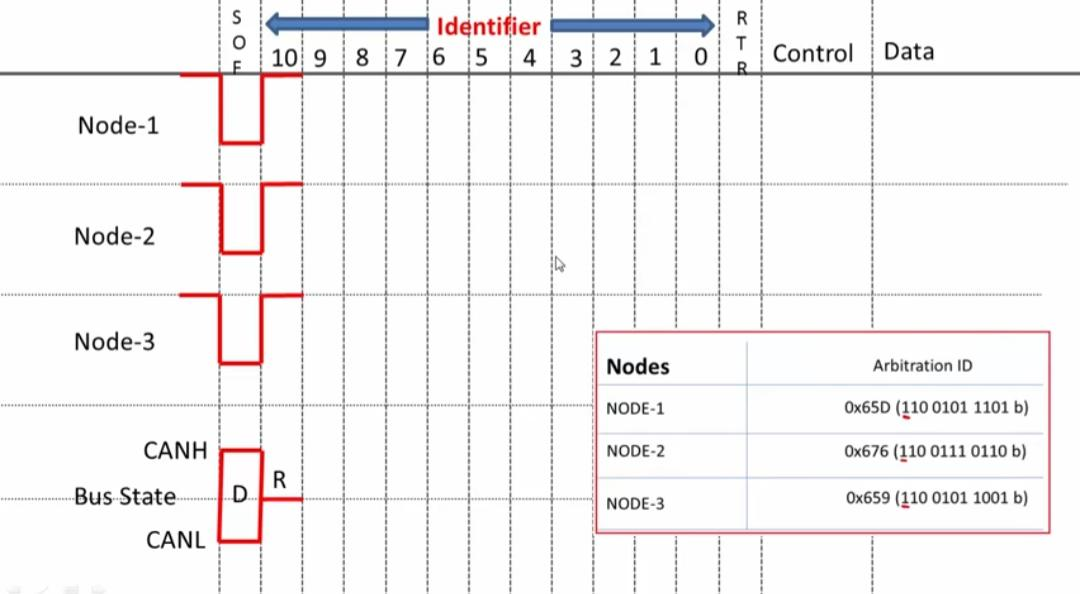 SOF
Identifier
RTR
10 9 8 7 6 5 4 3 2 1 0
Control Data
Node-1
Node-2
Node-3
Nodes Arbitration ID
NODE-1 0x65D (110 0101 1101 b)
NODE-2 0x676 (110 0111 0110 b)
NODE-3 0x659 (110 0101 1001 b)
CANH
D R
Bus State
CANL